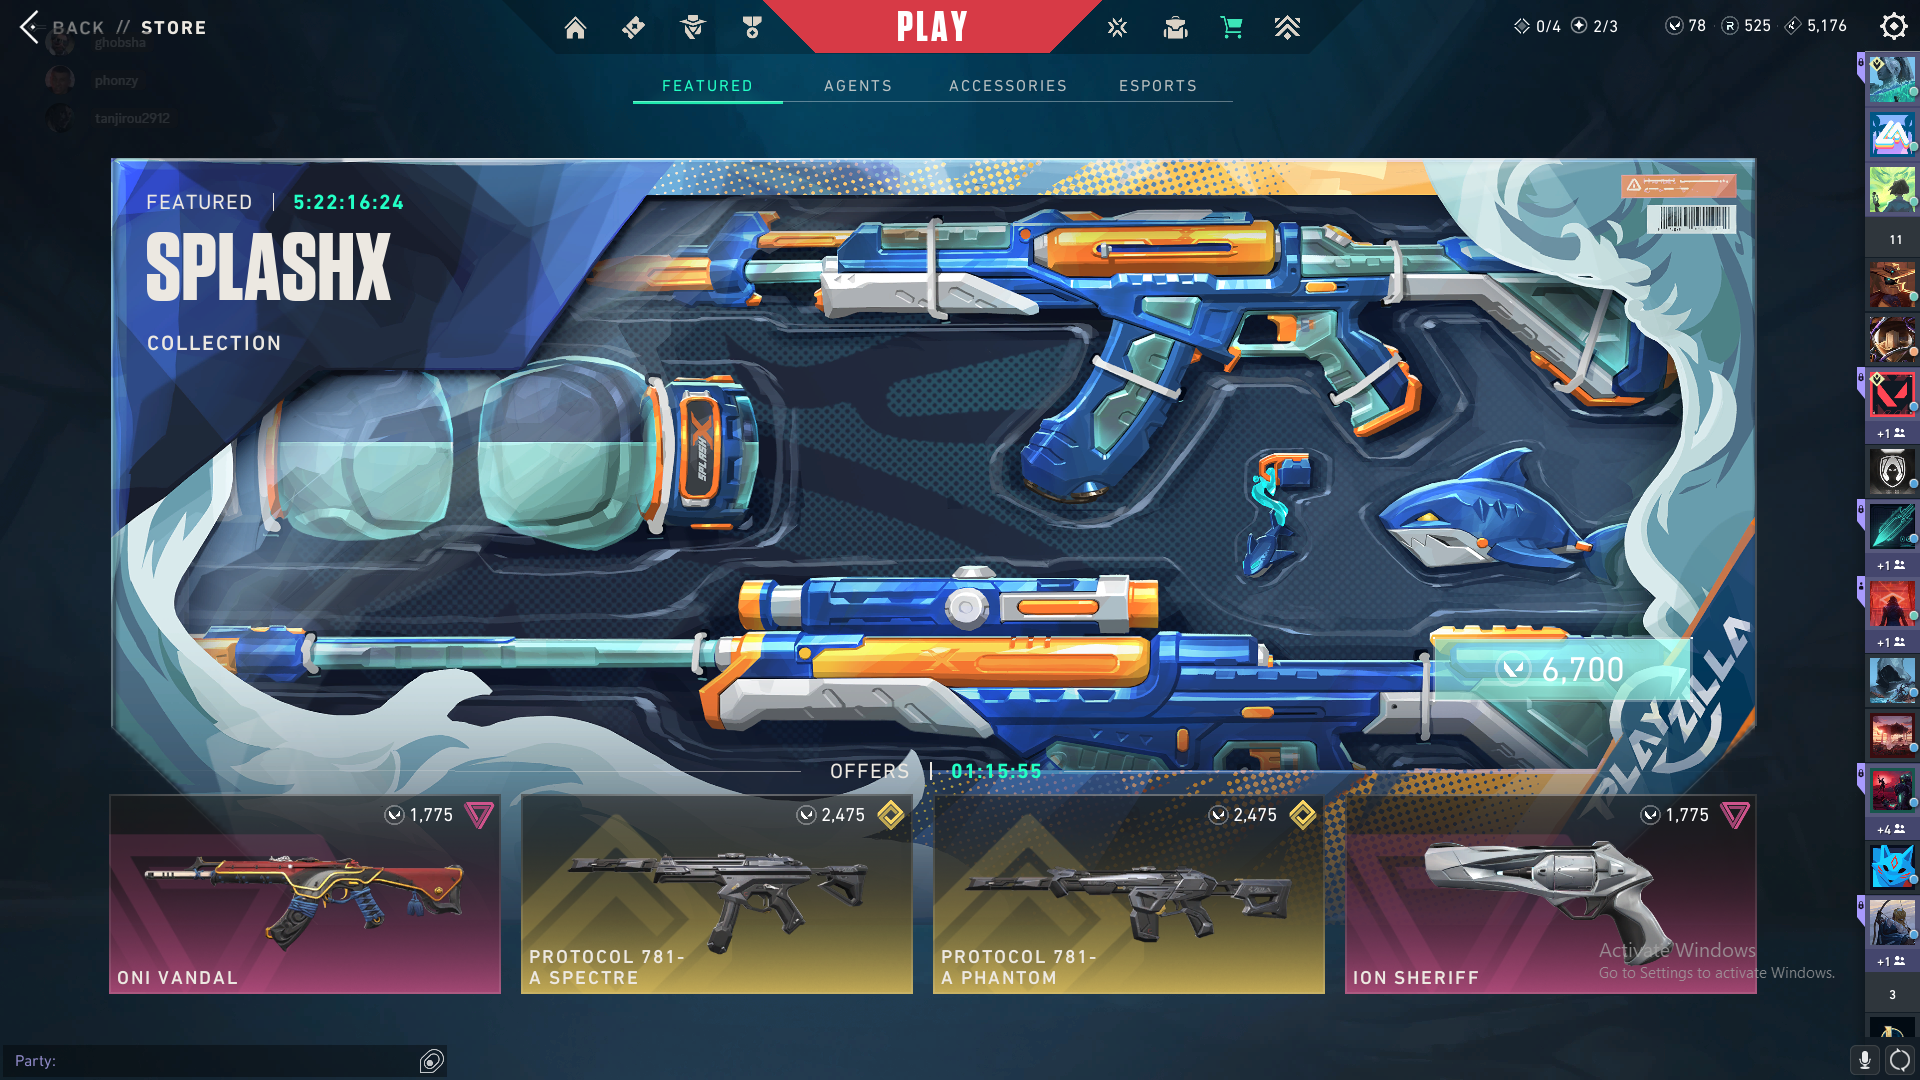 BACK // STORE
PLAY
0/4 2/3
78 525 5,176
ghobsha
phonzy
tanjirou2912
FEATURED AGENTS ACCESSORIES ESPORTS
FEATURED | 5:22:16:24
SPLASHX
COLLECTION
SPLASH X
6,700
PLAYZILLA
OFFERS | 01:15:55
1,775
ONI VANDAL
2,475
PROTOCOL 781-
A SPECTRE
2,475
PROTOCOL 781-
A PHANTOM
1,775
ION SHERIFF
Activate Windows
Go to Settings to activate Windows.
11
+1
+1
+1
+4
+1
3
Party: